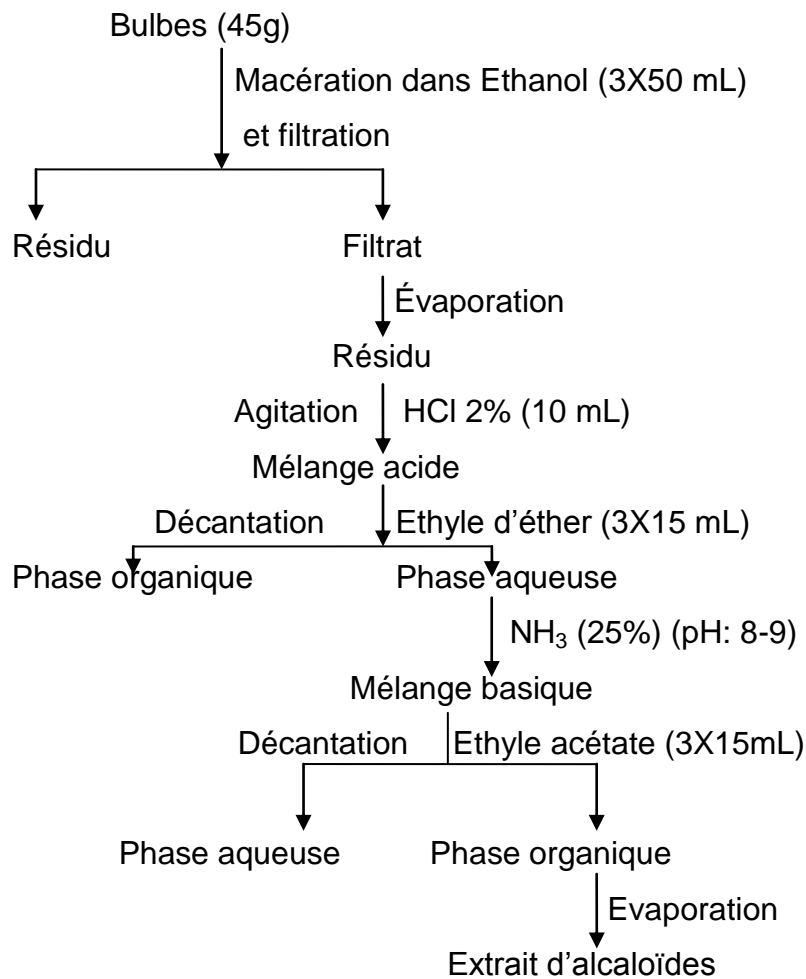 Bulbes (45g)
Macération dans Ethanol (3X50 mL)
et filtration
Résidu Filtrat
Évaporation
Résidu
Agitation HCl 2% (10 mL)
Mélange acide
Décantation Ethyle d'éther (3X15 mL)
Phase organique Phase aqueuse
NH₃ (25%) (pH: 8-9)
Mélange basique
Décantation Ethyle acétate (3X15mL)
Phase aqueuse Phase organique
Evaporation
Extrait d'alcaloïdes